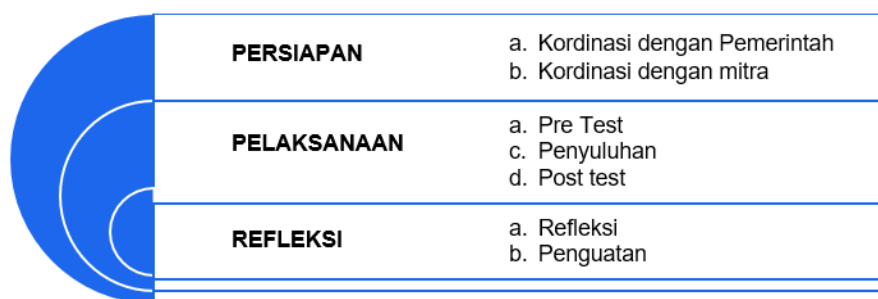 PERSIAPAN
a. Kordinasi dengan Pemerintah
b. Kordinasi dengan mitra
PELAKSANAAN
a. Pre Test
c. Penyuluhan
d. Post test
REFLEKSI
a. Refleksi
b. Penguatan